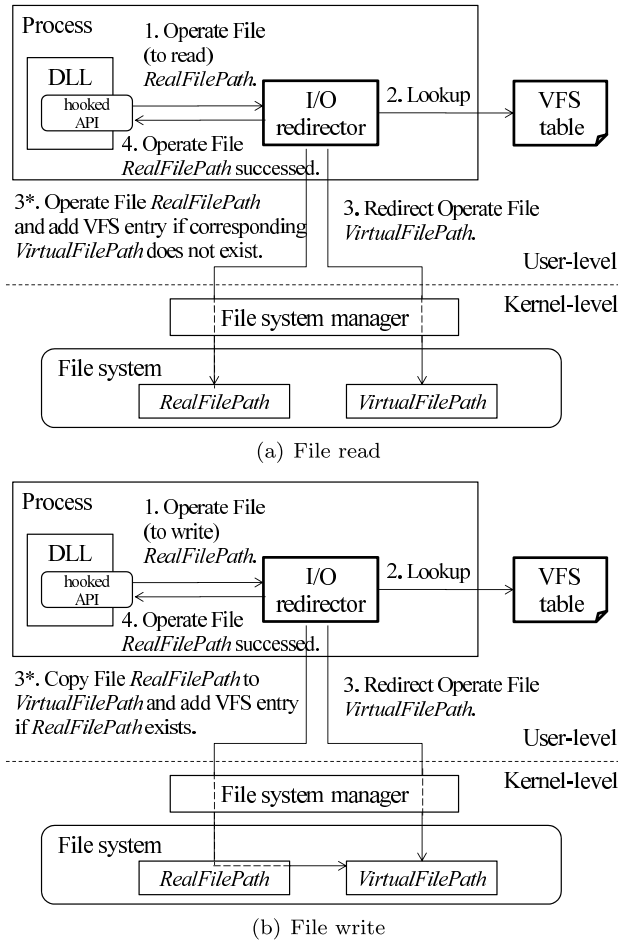 Process
1. Operate File
(to read)
RealFilePath.
DLL
hooked
API
I/O
redirector
2. Lookup
VFS
table
4. Operate File
RealFilePath successed.
3*. Operate File RealFilePath
and add VFS entry if corresponding
VirtualFilePath does not exist.
3. Redirect Operate File
VirtualFilePath.
User-level
Kernel-level
File system manager
File system
RealFilePath
VirtualFilePath
(a) File read
Process
1. Operate File
(to write)
RealFilePath.
DLL
hooked
API
I/O
redirector
2. Lookup
VFS
table
4. Operate File
RealFilePath successed.
3*. Copy File RealFilePath to
VirtualFilePath and add VFS entry
if RealFilePath exists.
3. Redirect Operate File
VirtualFilePath.
User-level
Kernel-level
File system manager
File system
RealFilePath
VirtualFilePath
(b) File write